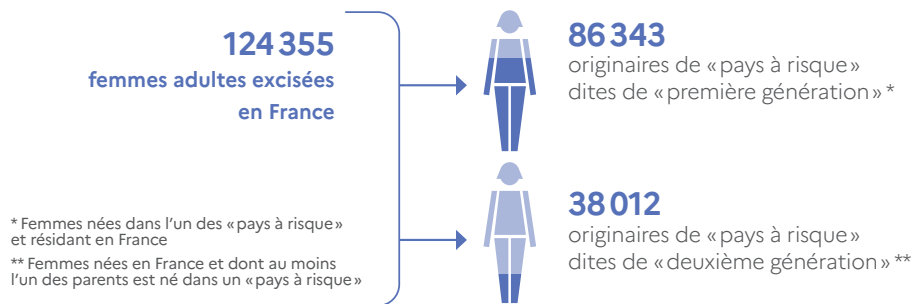 124 355
femmes adultes excisées
en France
86 343
originaires de « pays à risque »
dites de « première génération » *
38 012
originaires de « pays à risque »
dites de « deuxième génération » **
* Femmes nées dans l'un des « pays à risque »
et résidant en France
** Femmes nées en France et dont au moins
l'un des parents est né dans un « pays à risque »